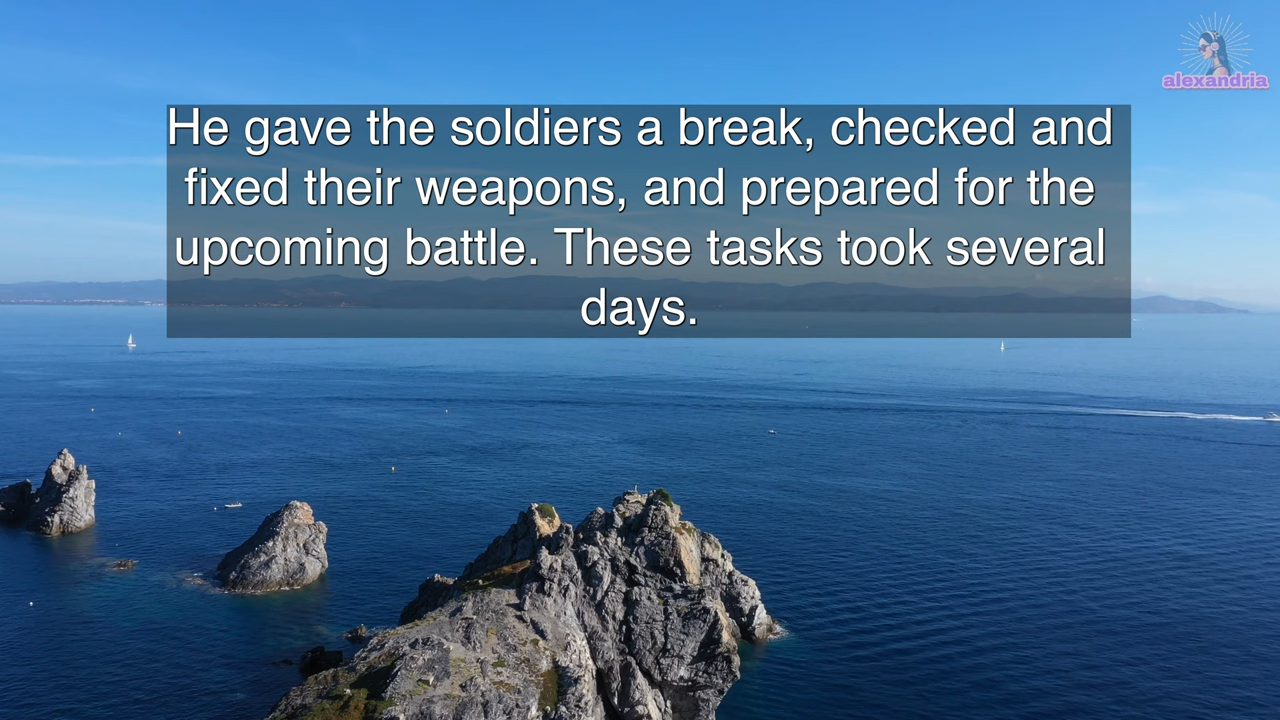 alexandria
He gave the soldiers a break, checked and
fixed their weapons, and prepared for the
upcoming battle. These tasks took several
days.